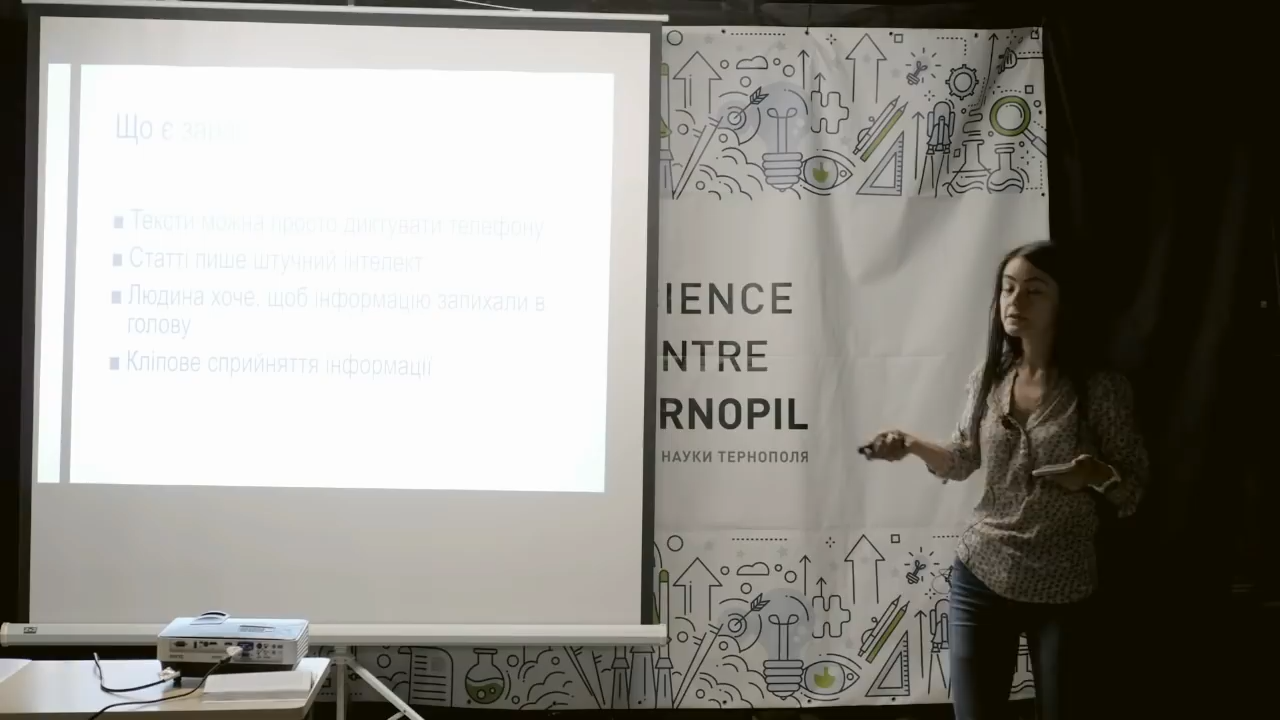 Що є зараз
Тексти можна просто диктувати телефону
Статті пише штучний інтелект
Людина хоче, щоб інформацію запихали в
голову
Кліпове сприйняття інформації
IENCE
NTRE
RNOPIL
НАУКИ ТЕРНОПОЛЯ